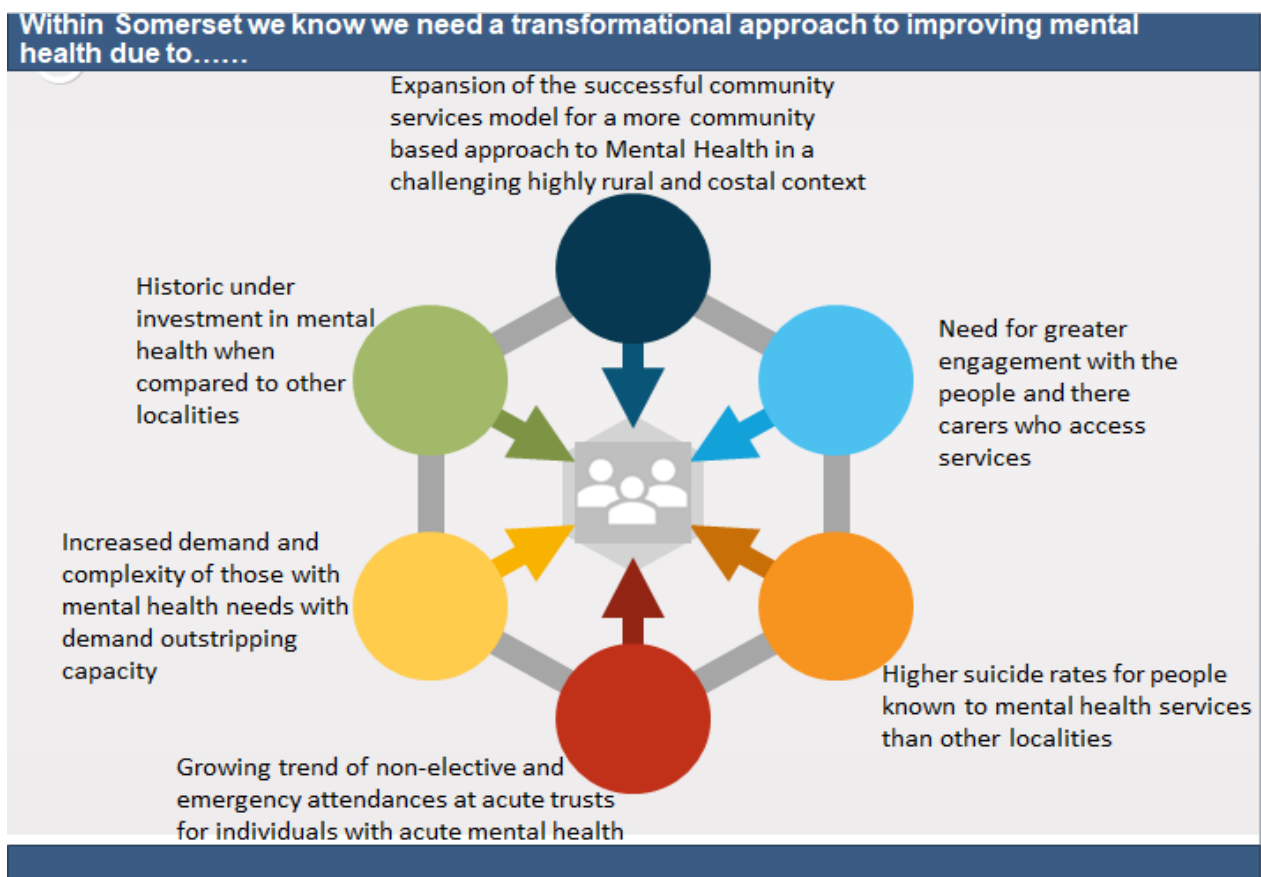 Within Somerset we know we need a transformational approach to improving mental
health due to......
Expansion of the successful community
services model for a more community
based approach to Mental Health in a
challenging highly rural and costal context
Need for greater
engagement with the
people and there
carers who access
services
Higher suicide rates for people
known to mental health services
than other localities
Growing trend of non-elective and
emergency attendances at acute trusts
for individuals with acute mental health
Increased demand and
complexity of those with
mental health needs with
demand outstripping
capacity
Historic under
investment in mental
health when
compared to other
localities